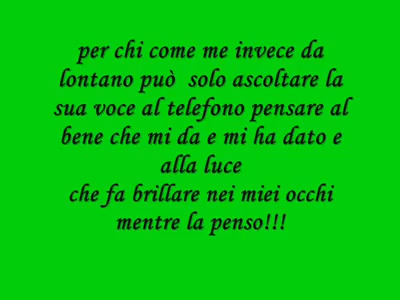 per chi come me invece da
lontano può solo ascoltare la
sua voce al telefono pensare al
bene che mi da e mi ha dato e
alla luce
che fa brillare nei miei occhi
mentre la penso!!!